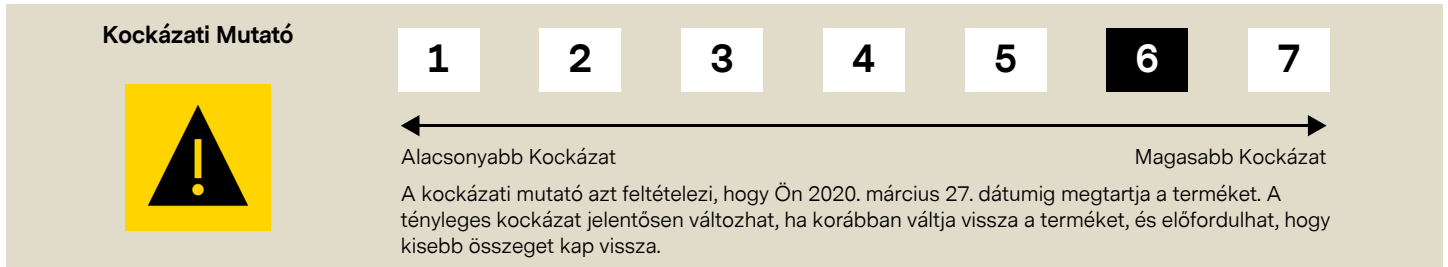 Kockázati Mutató
1 2 3 4 5 6 7
Alacsonyabb Kockázat Magasabb Kockázat
A kockázati mutató azt feltételezi, hogy Ön 2020. március 27. dátumig megtartja a terméket. A
tényleges kockázat jelentősen változhat, ha korábban váltja vissza a terméket, és előfordulhat, hogy
kisebb összeget kap vissza.